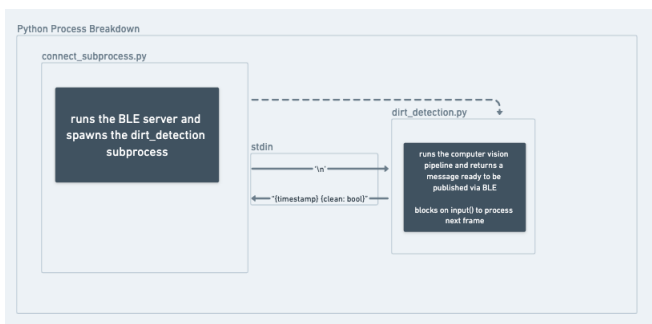 Python Process Breakdown
connect_subprocess.py
runs the BLE server and
spawns the dirt_detection
subprocess
stdin
'\n'
"{timestamp} {clean: bool}"
dirt_detection.py
runs the computer vision
pipeline and returns a
message ready to be
published via BLE
blocks on input() to process
next frame